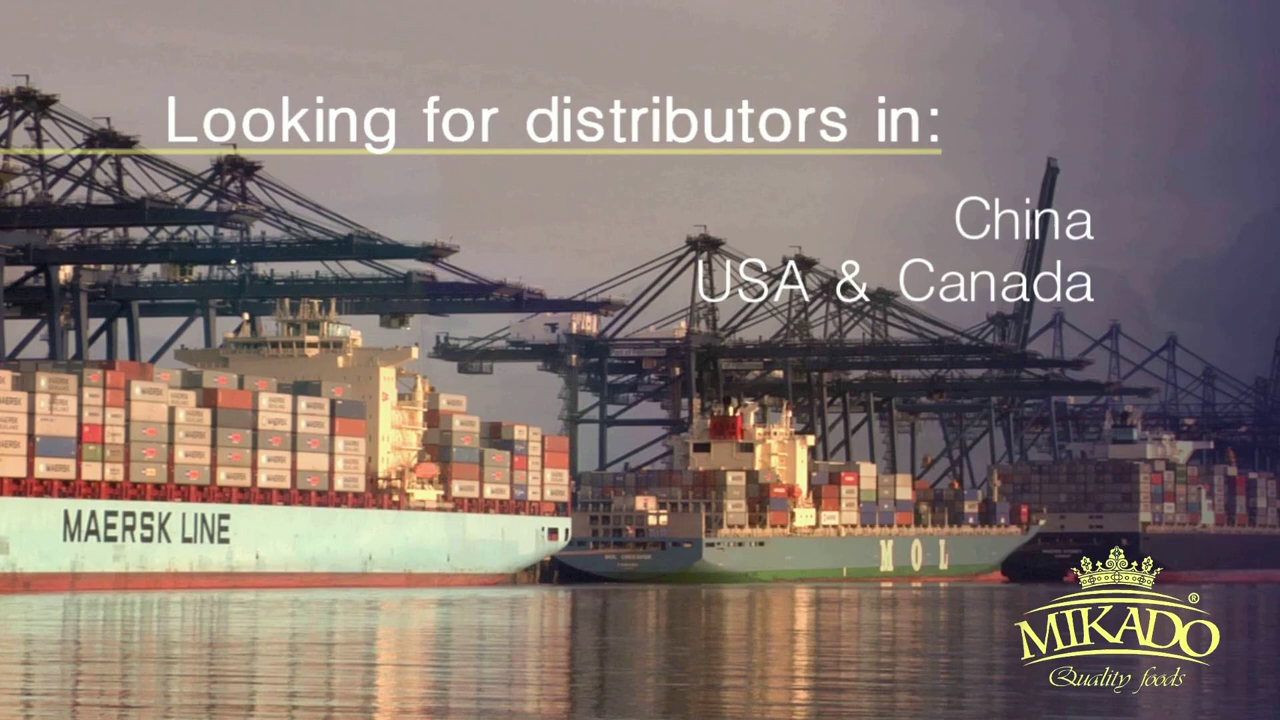 Looking for distributors in:
China
USA & Canada
MAERSK LINE
MOL
MIKADO®
Quality foods